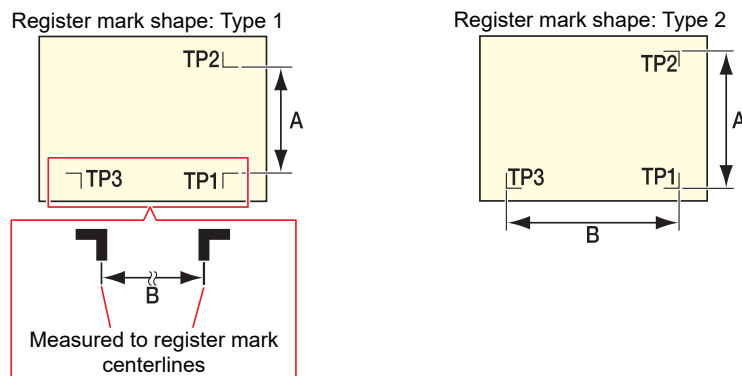 Register mark shape: Type 1
TP2
A
TP3
TP1
B
Measured to register mark
centerlines
Register mark shape: Type 2
TP2
A
TP3
TP1
B